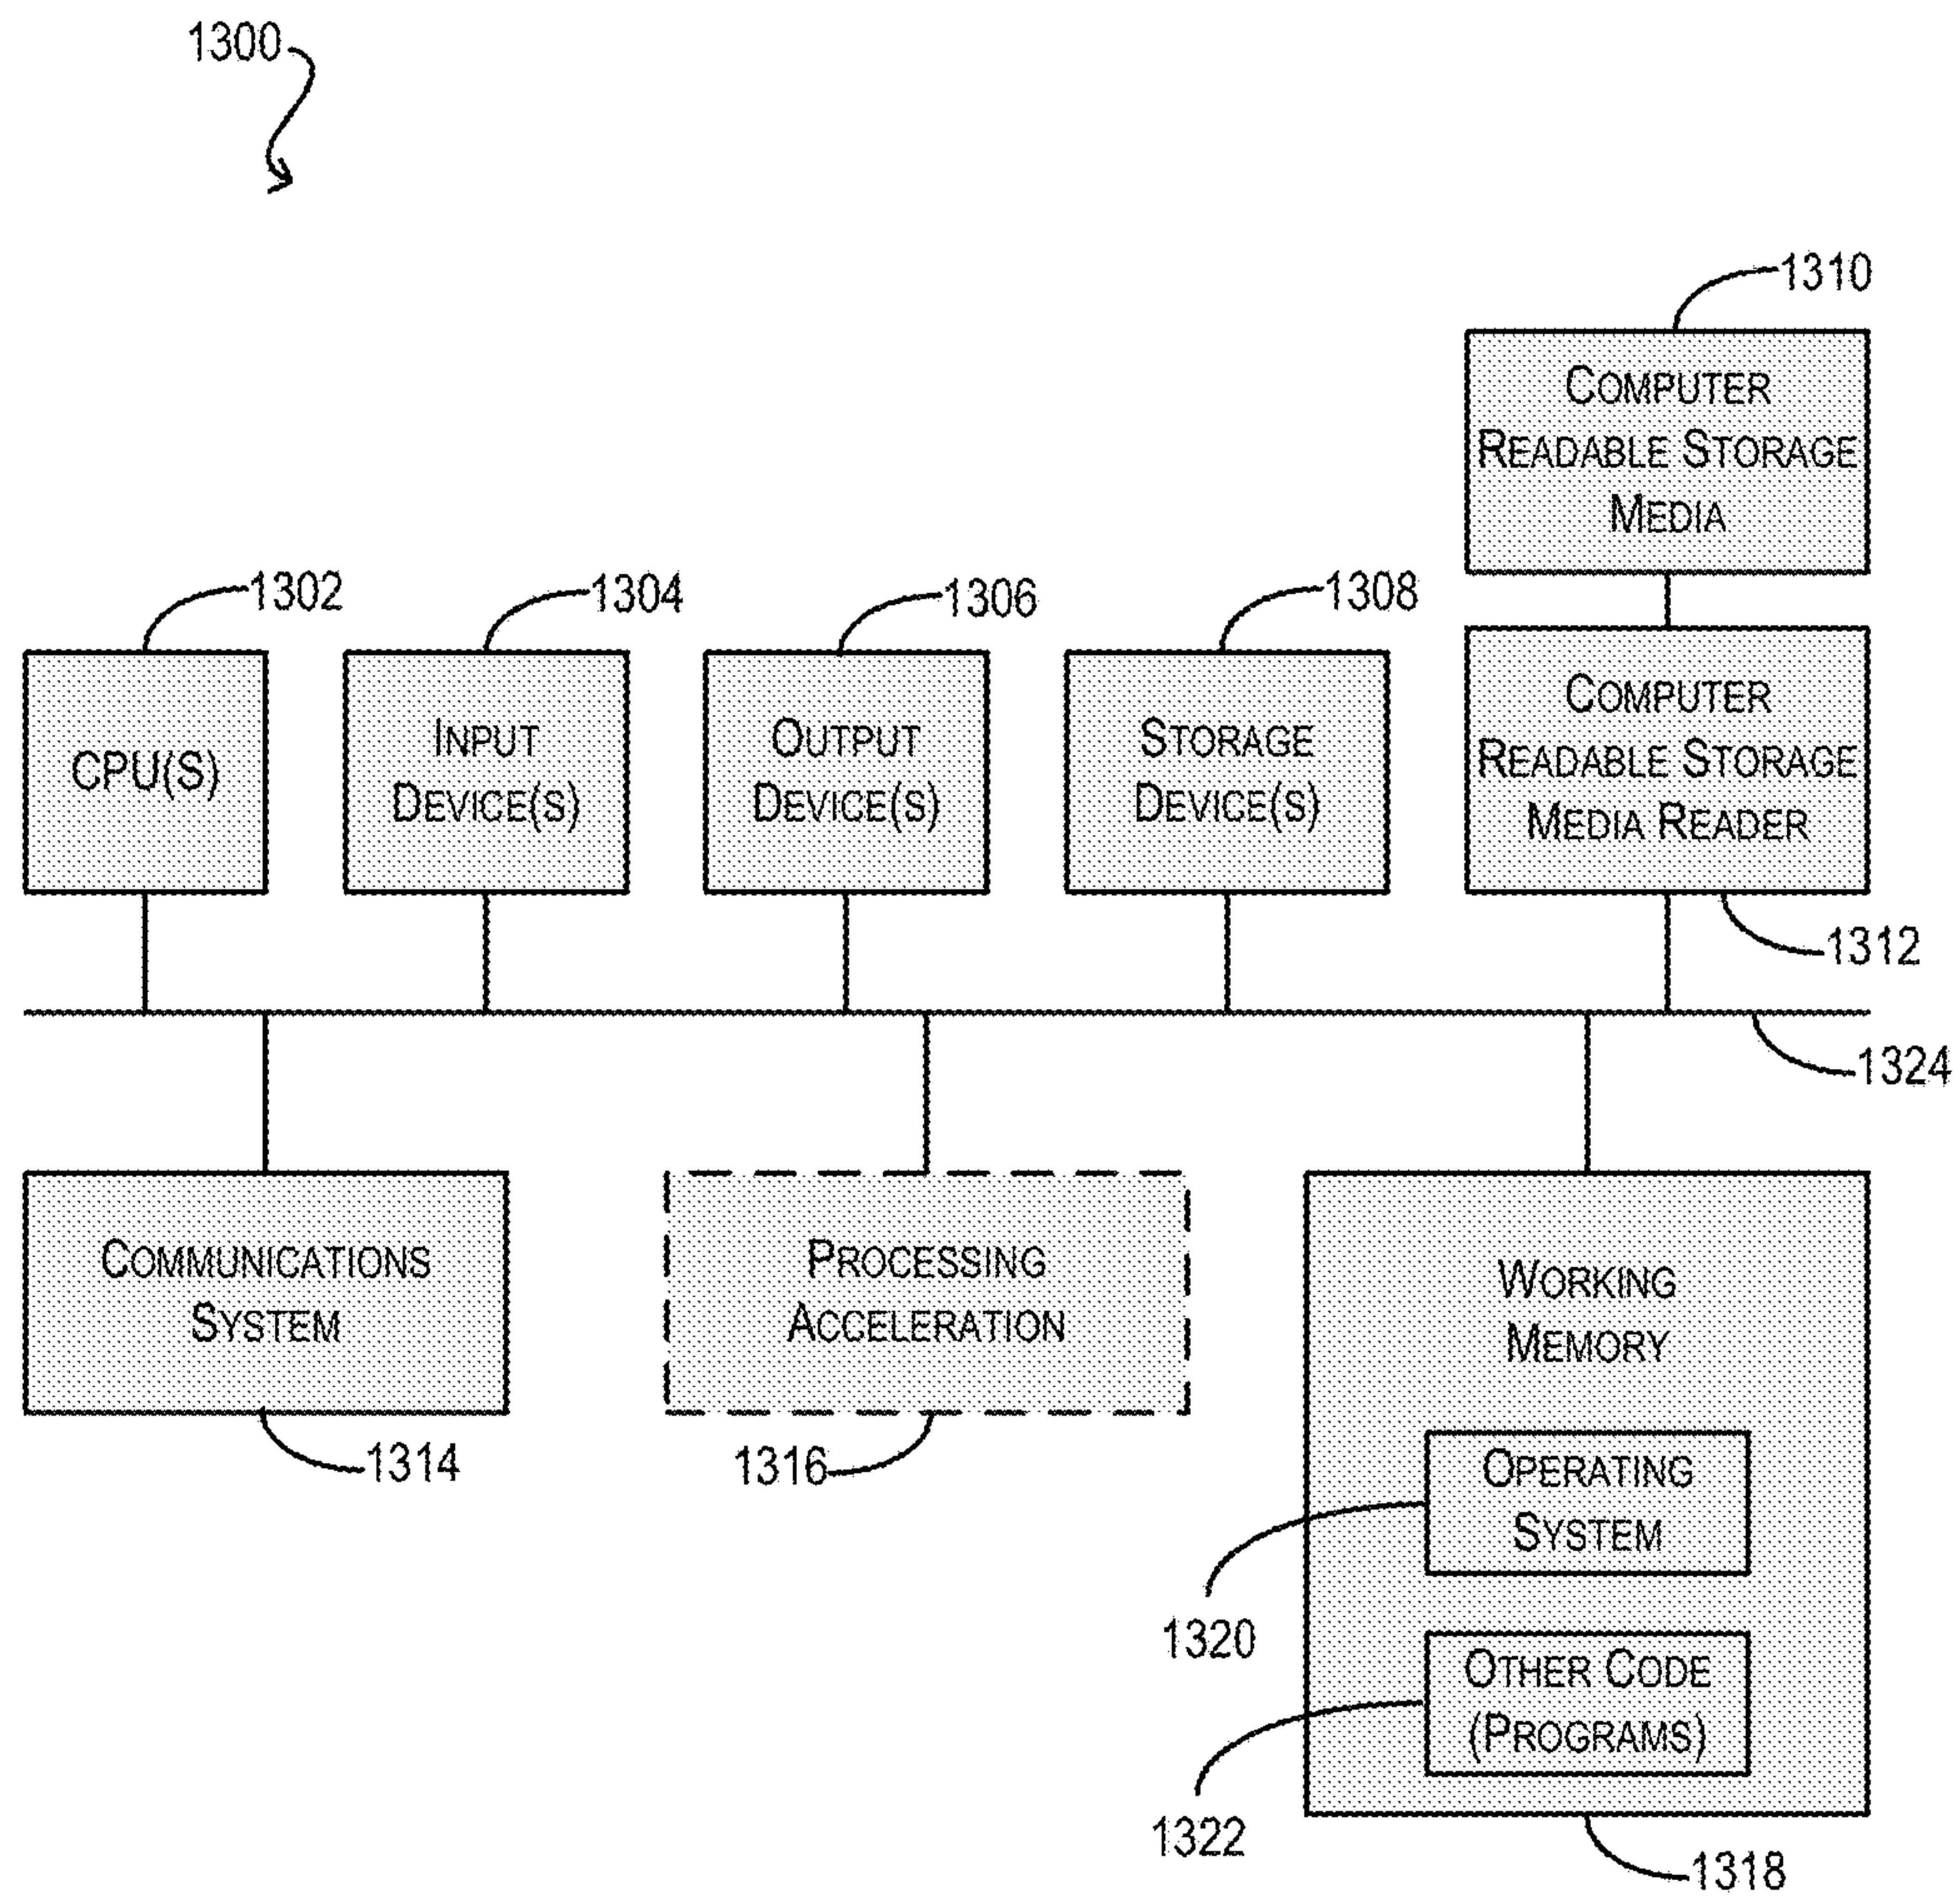 1300
1310
COMPUTER
READABLE STORAGE
MEDIA
1302
1304
1306
1308
CPU(S)
INPUT
DEVICE(S)
OUTPUT
DEVICE(S)
STORAGE
DEVICE(S)
COMPUTER
READABLE STORAGE
MEDIA READER
1312
1324
COMMUNICATIONS
SYSTEM
1314
PROCESSING
ACCELERATION
1316
WORKING
MEMORY
OPERATING
SYSTEM
1320
OTHER CODE
(PROGRAMS)
1322
1318